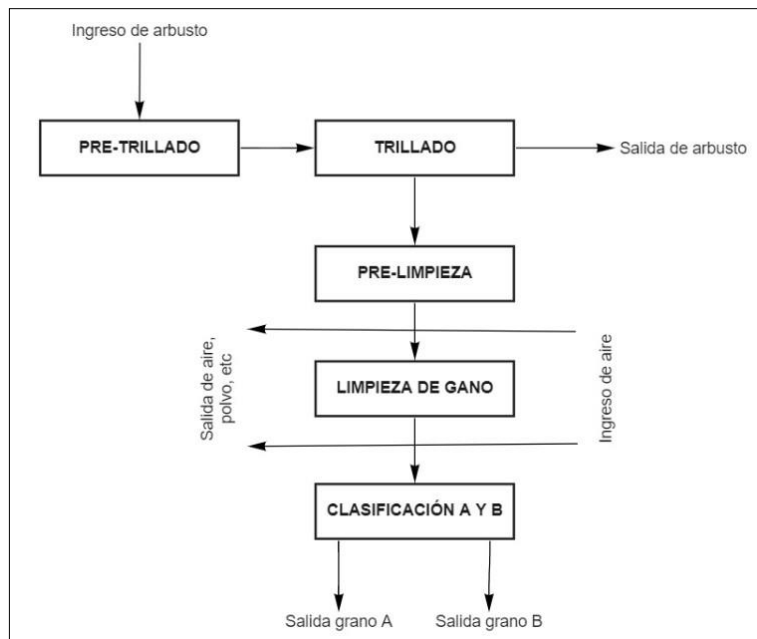 Ingreso de arbusto
PRE-TRILLADO
TRILLADO
Salida de arbusto
PRE-LIMPIEZA
Salida de aire,
polvo, etc
Ingreso de aire
LIMPIEZA DE GANO
CLASIFICACIÓN A Y B
Salida grano A
Salida grano B